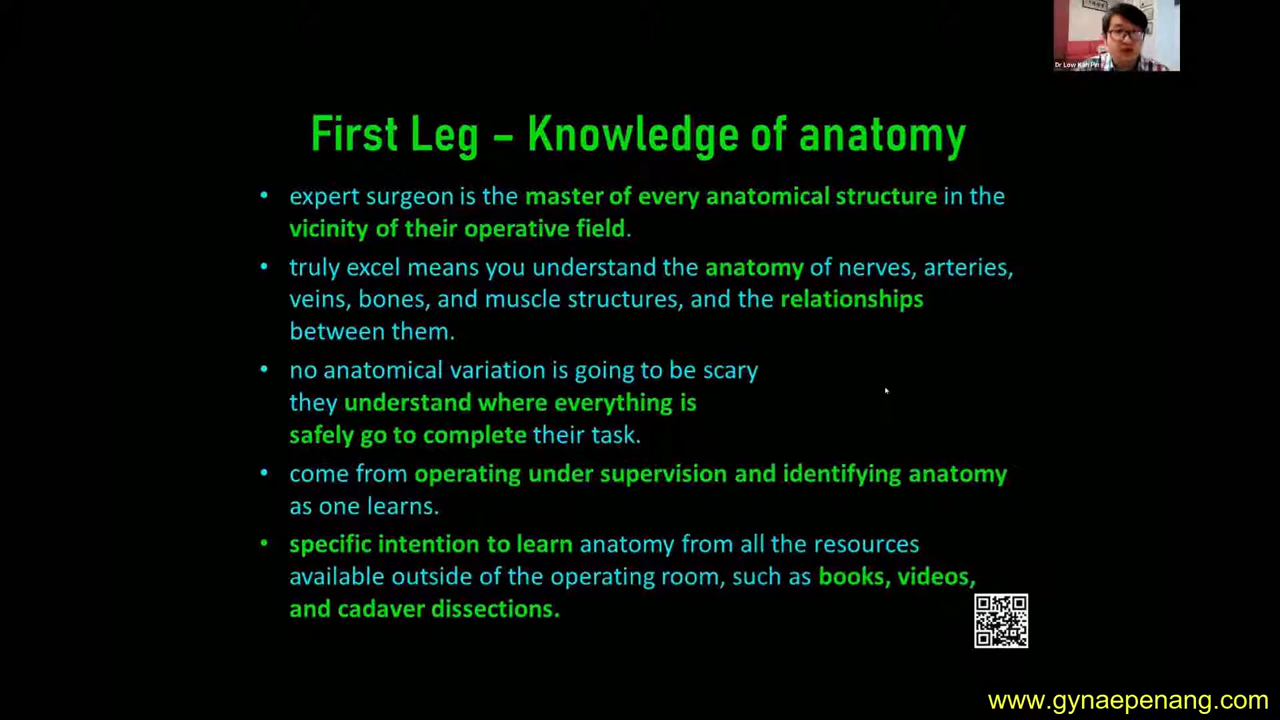 Dr Low Kah Pin
First Leg – Knowledge of anatomy
• expert surgeon is the master of every anatomical structure in the
vicinity of their operative field.
• truly excel means you understand the anatomy of nerves, arteries,
veins, bones, and muscle structures, and the relationships
between them.
• no anatomical variation is going to be scary
they understand where everything is
safely go to complete their task.
• come from operating under supervision and identifying anatomy
as one learns.
• specific intention to learn anatomy from all the resources
available outside of the operating room, such as books, videos,
and cadaver dissections.
www.gynaepenang.com